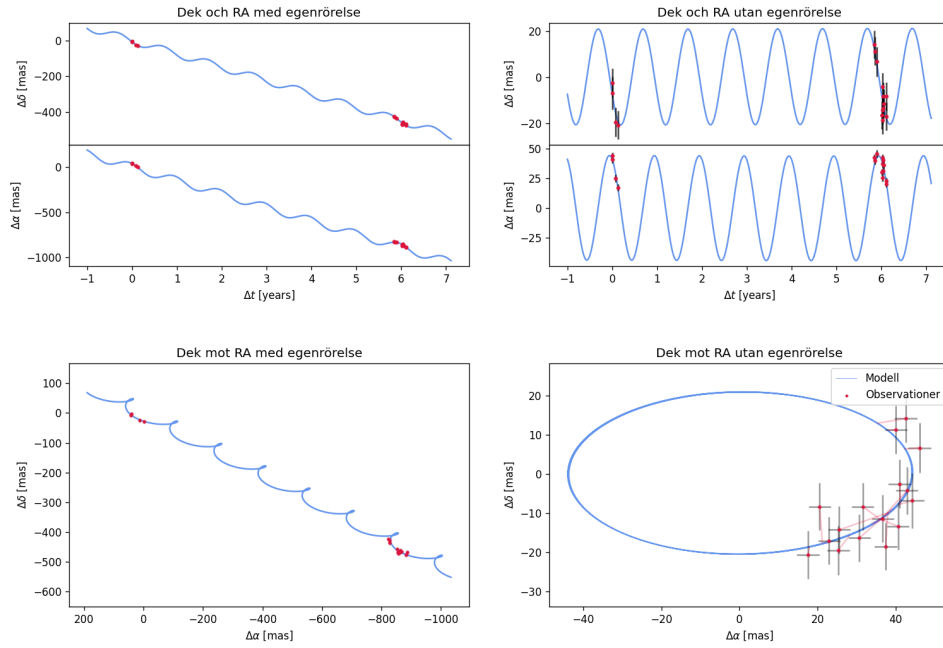 Dek och RA med egenrörelse
Δδ [mas]
0
−200
−400
Δα [mas]
0
−500
−1000
−1 0 1 2 3 4 5 6 7
Δt [years]
Dek och RA utan egenrörelse
Δδ [mas]
20
0
−20
Δα [mas]
50
25
0
−25
−1 0 1 2 3 4 5 6 7
Δt [years]
Dek mot RA med egenrörelse
Δδ [mas]
100
0
−100
−200
−300
−400
−500
−600
200 0 −200 −400 −600 −800 −1000
Δα [mas]
Dek mot RA utan egenrörelse
Modell
Observationer
Δδ [mas]
20
10
0
−10
−20
−30
−40 −20 0 20 40
Δα [mas]